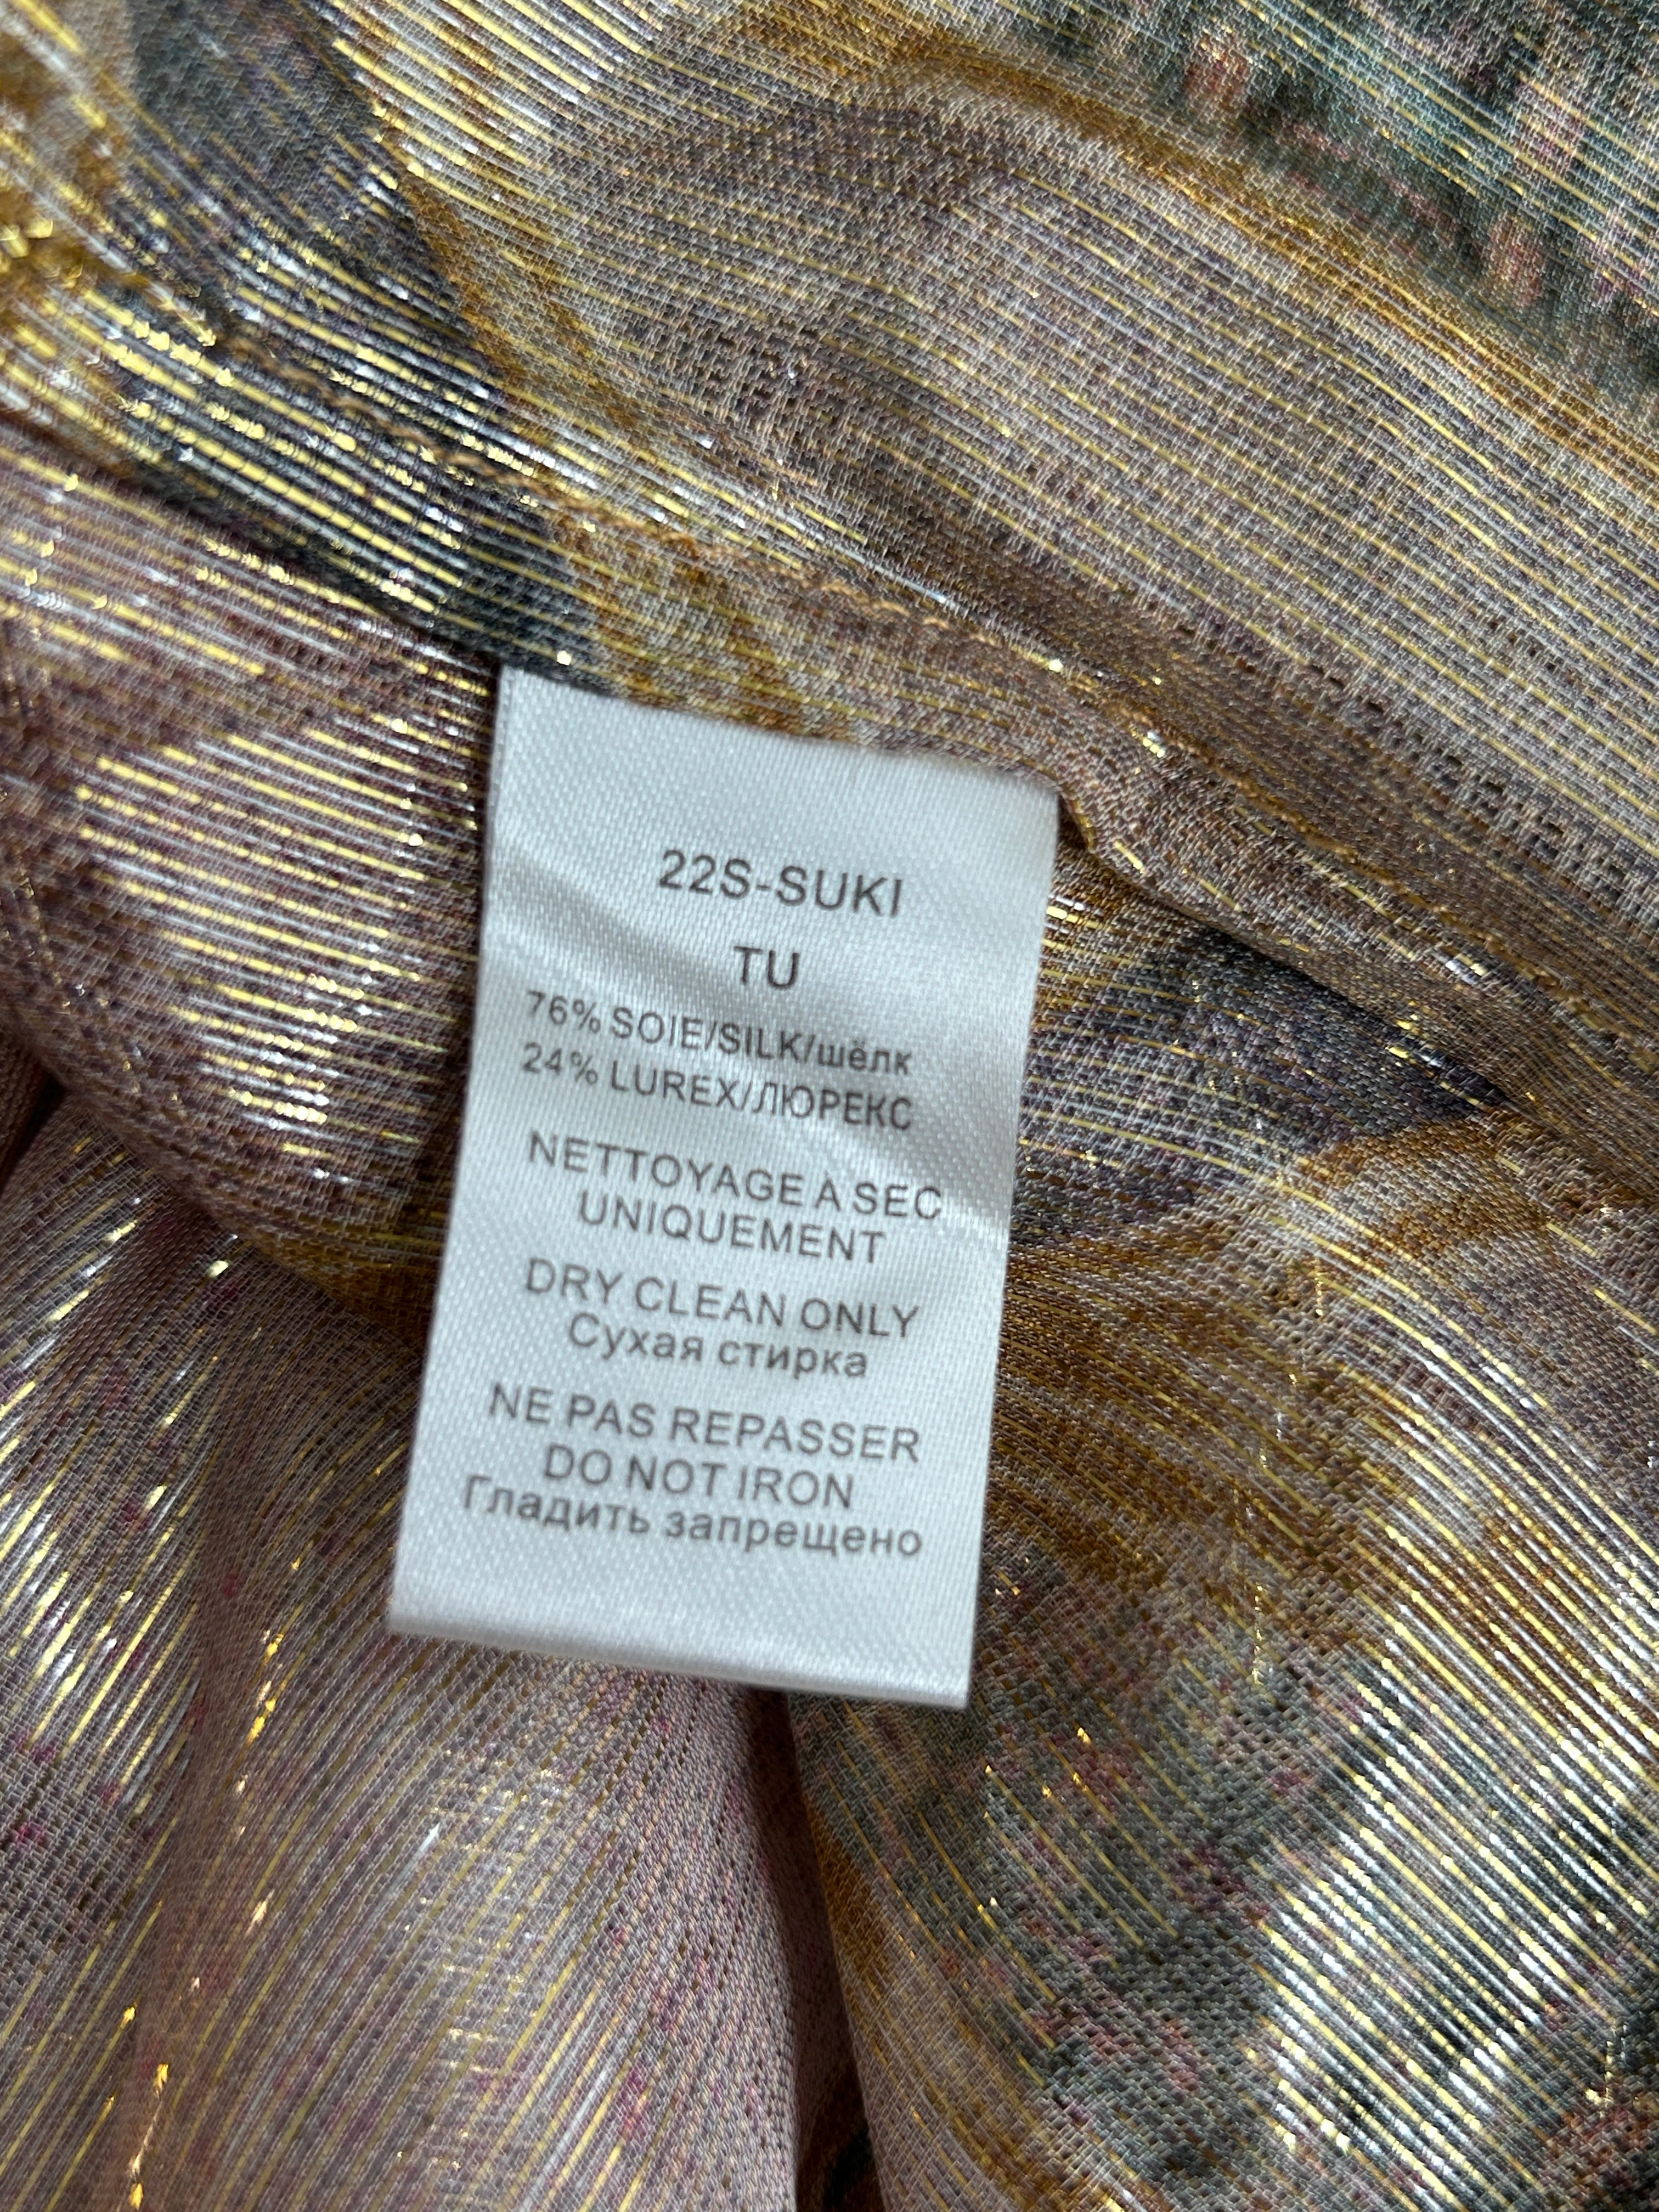 22S-SUKI
TU
76% SOIE/SILK/шёлк
24% LUREX/ЛЮРЕКС
NETTOYAGE A SEC
UNIQUEMENT
DRY CLEAN ONLY
Сухая стирка
NE PAS REPASSER
DO NOT IRON
Гладить запрещено